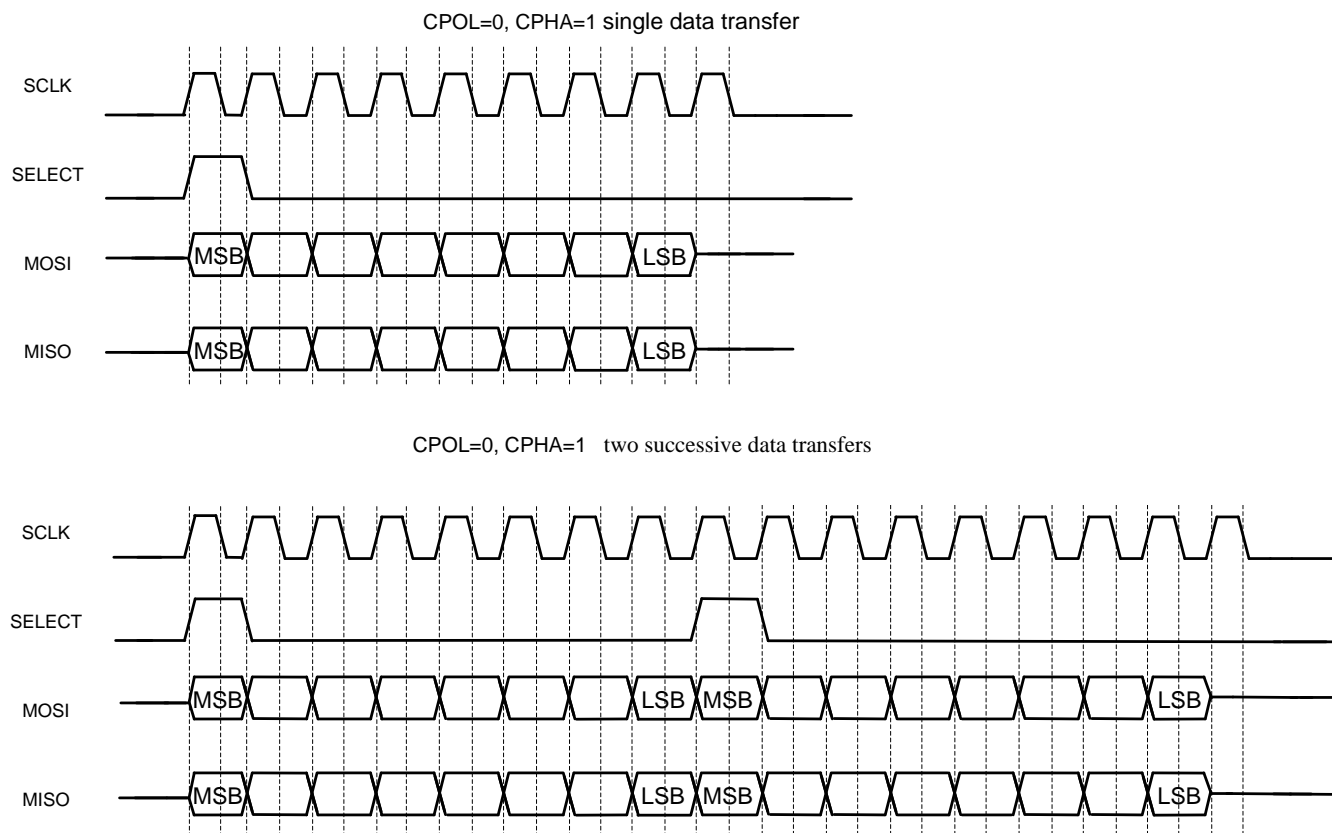 CPOL=0, CPHA=1 single data transfer
SCLK
SELECT
MOSI
MSB
LSB
MISO
MSB
LSB
CPOL=0, CPHA=1 two successive data transfers
SCLK
SELECT
MOSI
MSB
LSB
MSB
LSB
MISO
MSB
LSB
MSB
LSB